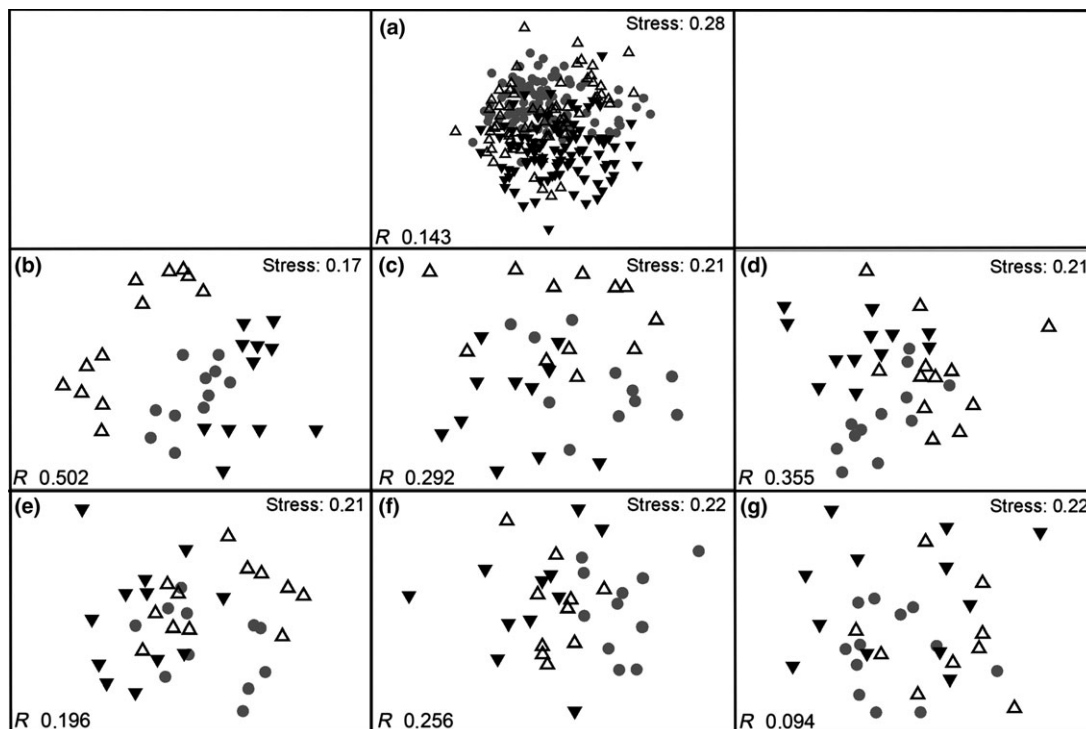 (a) Stress: 0.28
R 0.143
(b) Stress: 0.17
R 0.502
(c) Stress: 0.21
R 0.292
(d) Stress: 0.21
R 0.355
(e) Stress: 0.21
R 0.196
(f) Stress: 0.22
R 0.256
(g) Stress: 0.22
R 0.094